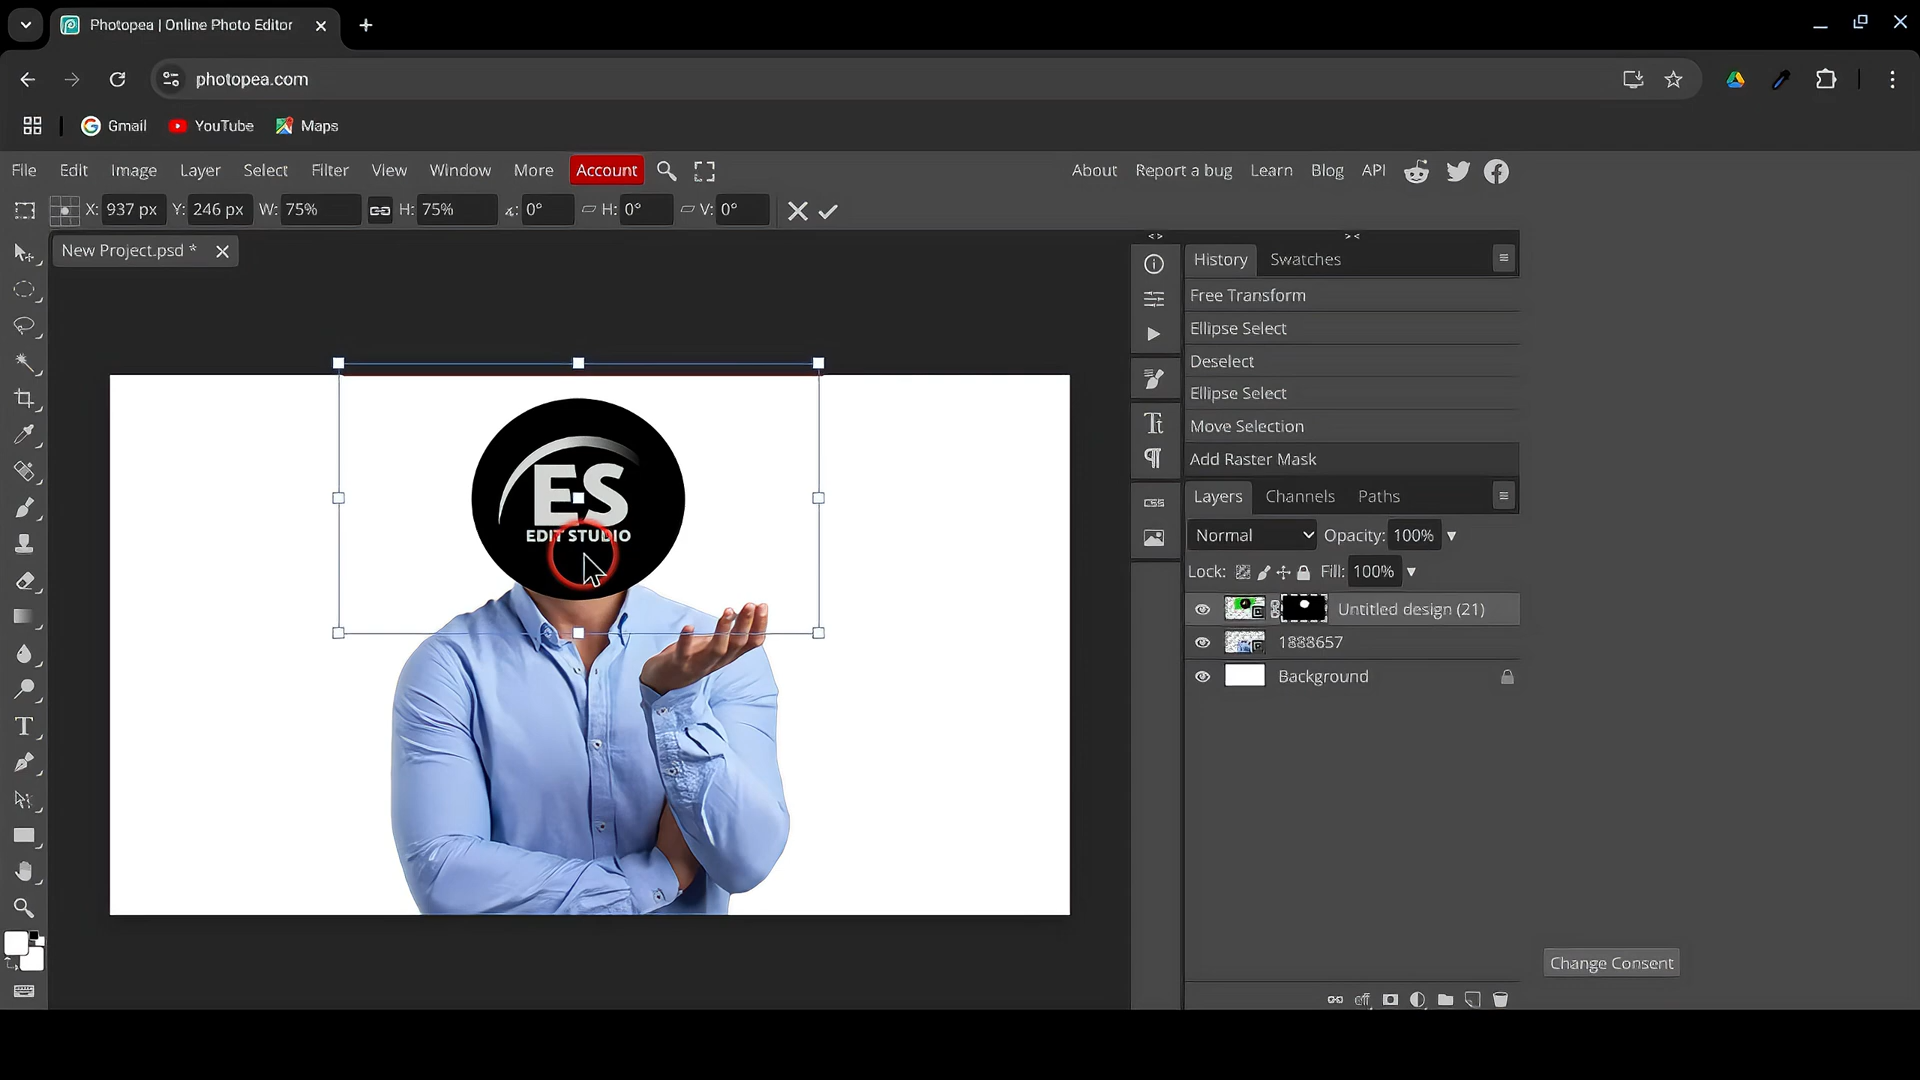 Photopea | Online Photo Editor
photopea.com
Gmail YouTube Maps
File Edit Image Layer Select Filter View Window More Account About Report a bug Learn Blog API
X: 937 px Y: 246 px W: 75% H: 75% ∡: 0° H: 0° V: 0°
New Project.psd *
History Swatches
Free Transform
Ellipse Select
Deselect
Ellipse Select
Move Selection
Add Raster Mask
Layers Channels Paths
Normal Opacity: 100%
Lock: Fill: 100%
Untitled design (21)
1888657
Background
CSS
ES
EDIT STUDIO
Change Consent
eff